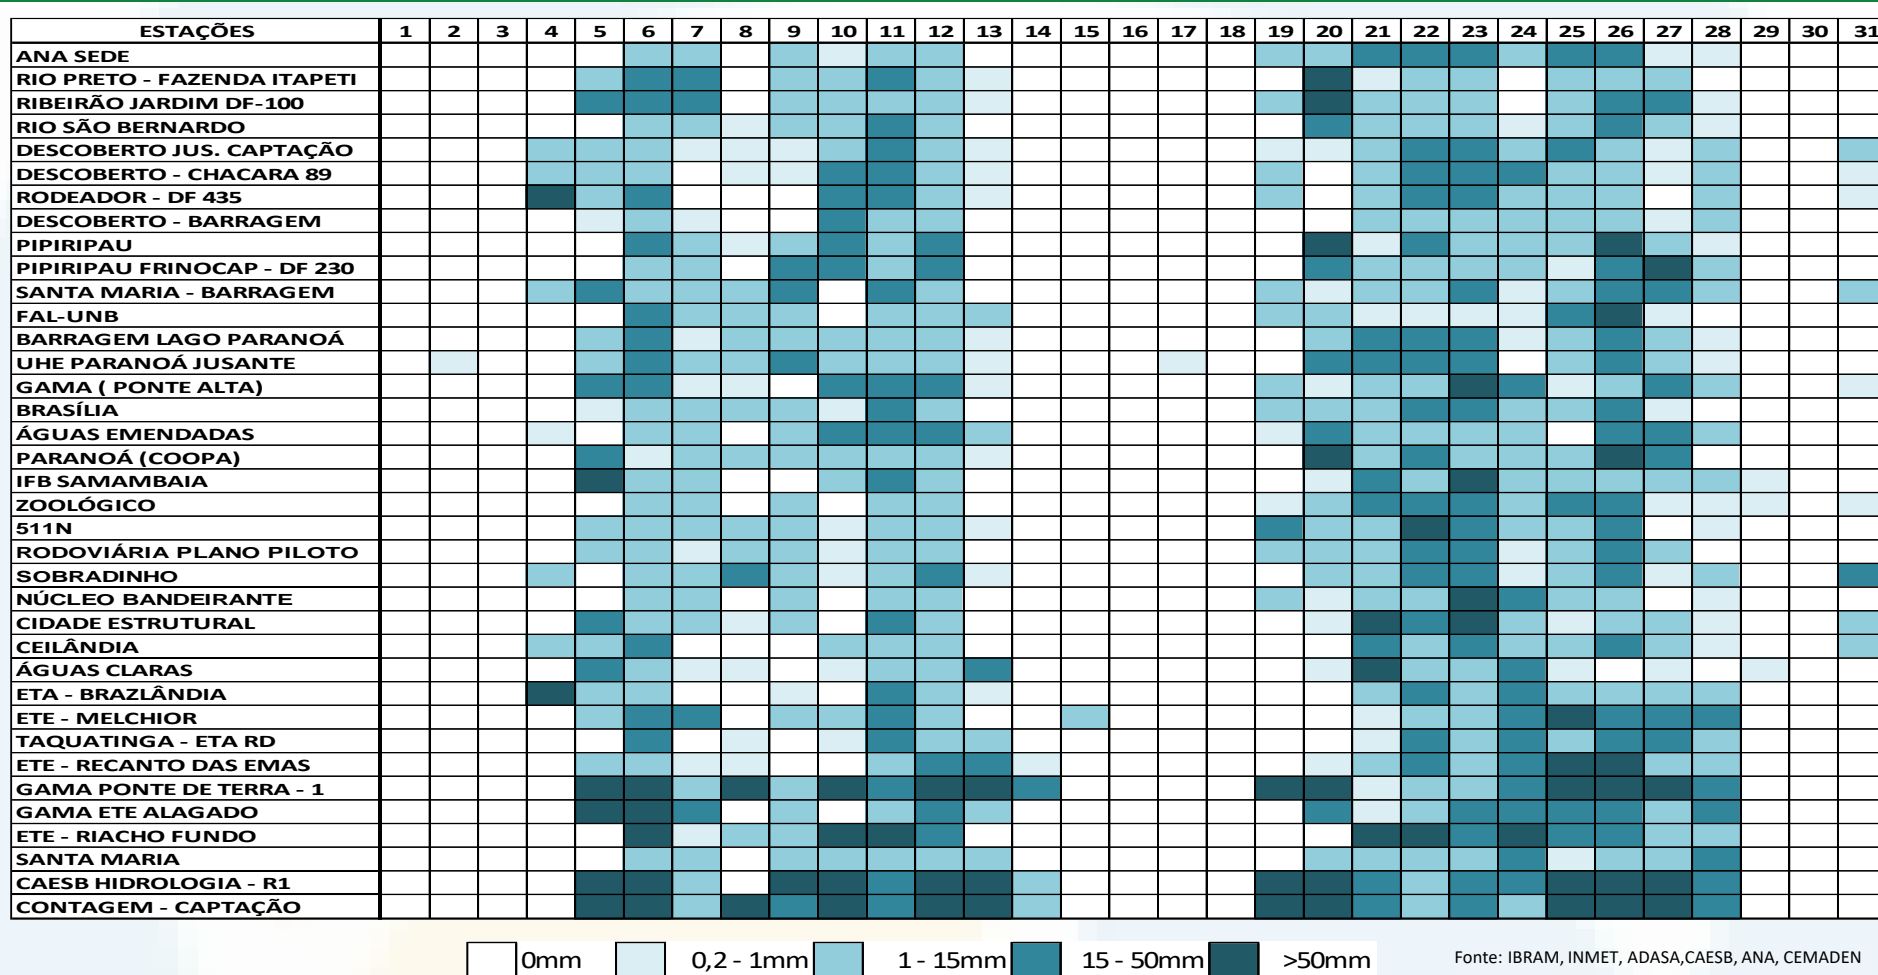 ESTAÇÕES 1 2 3 4 5 6 7 8 9 10 11 12 13 14 15 16 17 18 19 20 21 22 23 24 25 26 27 28 29 30 31
ANA SEDE
RIO PRETO - FAZENDA ITAPETI
RIBEIRÃO JARDIM DF-100
RIO SÃO BERNARDO
DESCOBERTO JUS. CAPTAÇÃO
DESCOBERTO - CHACARA 89
RODEADOR - DF 435
DESCOBERTO - BARRAGEM
PIPIRIPAU
PIPIRIPAU FRINOCAP - DF 230
SANTA MARIA - BARRAGEM
FAL-UNB
BARRAGEM LAGO PARANOÁ
UHE PARANOÁ JUSANTE
GAMA ( PONTE ALTA)
BRASÍLIA
ÁGUAS EMENDADAS
PARANOÁ (COOPA)
IFB SAMAMBAIA
ZOOLÓGICO
511N
RODOVIÁRIA PLANO PILOTO
SOBRADINHO
NÚCLEO BANDEIRANTE
CIDADE ESTRUTURAL
CEILÂNDIA
ÁGUAS CLARAS
ETA - BRAZLÂNDIA
ETE - MELCHIOR
TAQUATINGA - ETA RD
ETE - RECANTO DAS EMAS
GAMA PONTE DE TERRA - 1
GAMA ETE ALAGADO
ETE - RIACHO FUNDO
SANTA MARIA
CAESB HIDROLOGIA - R1
CONTAGEM - CAPTAÇÃO
0mm 0,2 - 1mm 1 - 15mm 15 - 50mm >50mm
Fonte: IBRAM, INMET, ADASA,CAESB, ANA, CEMADEN